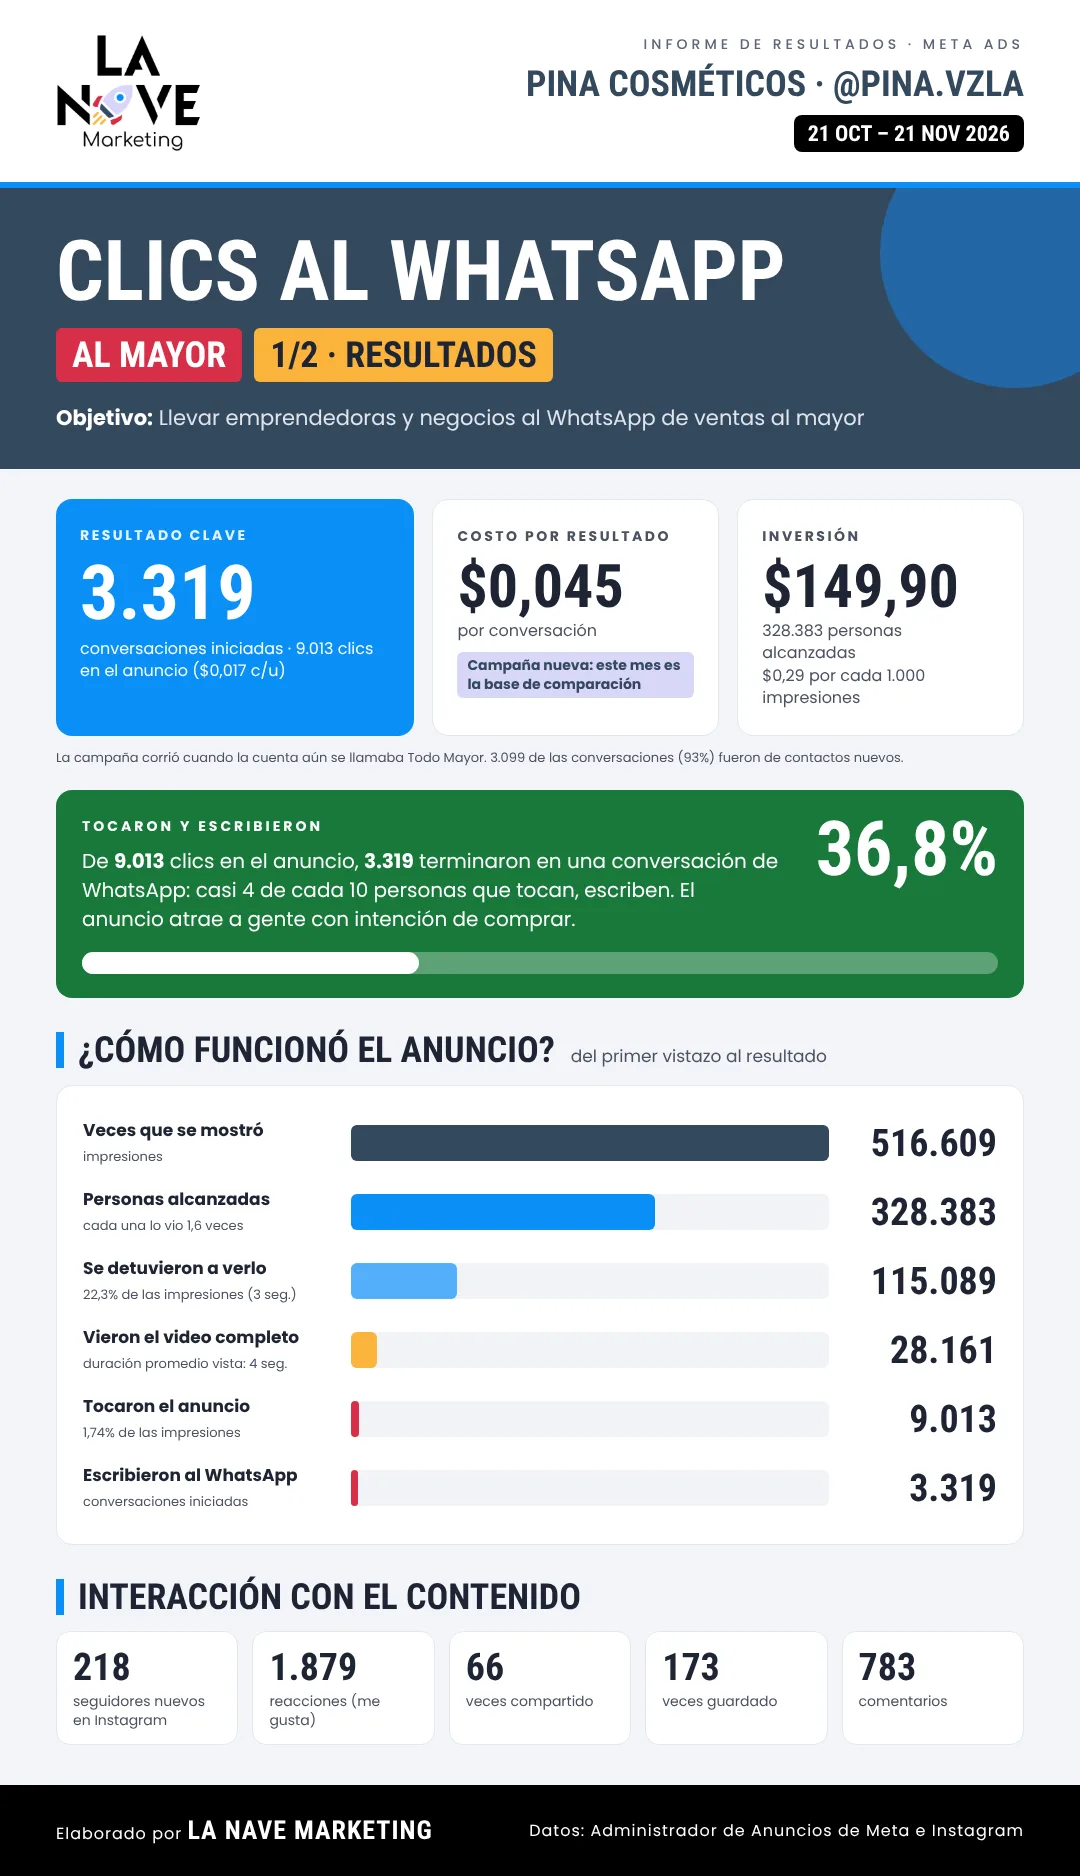 LA
NAVE
Marketing
INFORME DE RESULTADOS · META ADS
PINA COSMÉTICOS · @PINA.VZLA
21 OCT – 21 NOV 2026
CLICS AL WHATSAPP
AL MAYOR
1/2 · RESULTADOS
Objetivo: Llevar emprendedoras y negocios al WhatsApp de ventas al mayor
RESULTADO CLAVE
3.319
conversaciones iniciadas · 9.013 clics
en el anuncio ($0,017 c/u)
COSTO POR RESULTADO
$0,045
por conversación
Campaña nueva: este mes es
la base de comparación
INVERSIÓN
$149,90
328.383 personas
alcanzadas
$0,29 por cada 1.000
impresiones
La campaña corrió cuando la cuenta aún se llamaba Todo Mayor. 3.099 de las conversaciones (93%) fueron de contactos nuevos.
TOCARON Y ESCRIBIERON
De 9.013 clics en el anuncio, 3.319 terminaron en una conversación de
WhatsApp: casi 4 de cada 10 personas que tocan, escriben. El
anuncio atrae a gente con intención de comprar.
36,8%
¿CÓMO FUNCIONÓ EL ANUNCIO? del primer vistazo al resultado
Veces que se mostró
impresiones
516.609
Personas alcanzadas
cada una lo vio 1,6 veces
328.383
Se detuvieron a verlo
22,3% de las impresiones (3 seg.)
115.089
Vieron el video completo
duración promedio vista: 4 seg.
28.161
Tocaron el anuncio
1,74% de las impresiones
9.013
Escribieron al WhatsApp
conversaciones iniciadas
3.319
INTERACCIÓN CON EL CONTENIDO
218
seguidores nuevos
en Instagram
1.879
reacciones (me
gusta)
66
veces compartido
173
veces guardado
783
comentarios
Elaborado por LA NAVE MARKETING
Datos: Administrador de Anuncios de Meta e Instagram